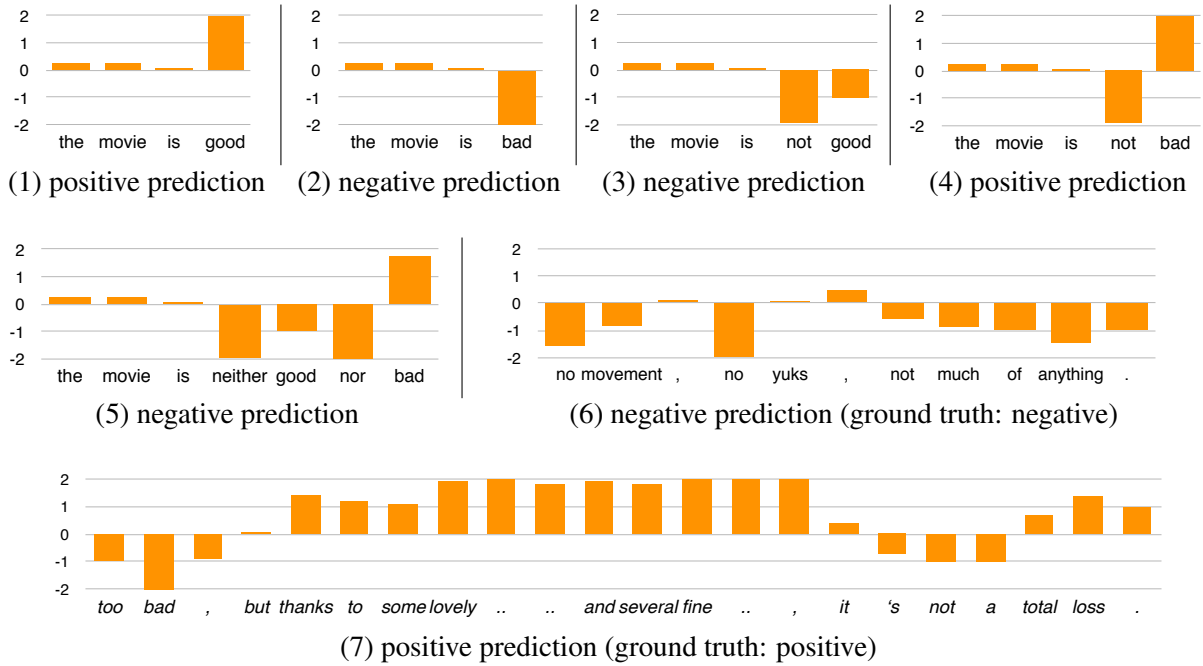 2
1
0
-1
-2
the movie is good
(1) positive prediction
2
1
0
-1
-2
the movie is bad
(2) negative prediction
2
1
0
-1
-2
the movie is not good
(3) negative prediction
2
1
0
-1
-2
the movie is not bad
(4) positive prediction
2
1
0
-1
-2
the movie is neither good nor bad
(5) negative prediction
2
1
0
-1
-2
no movement , no yuks , not much of anything .
(6) negative prediction (ground truth: negative)
2
1
0
-1
-2
too bad , but thanks to some lovely .. .. and several fine .. , it 's not a total loss .
(7) positive prediction (ground truth: positive)